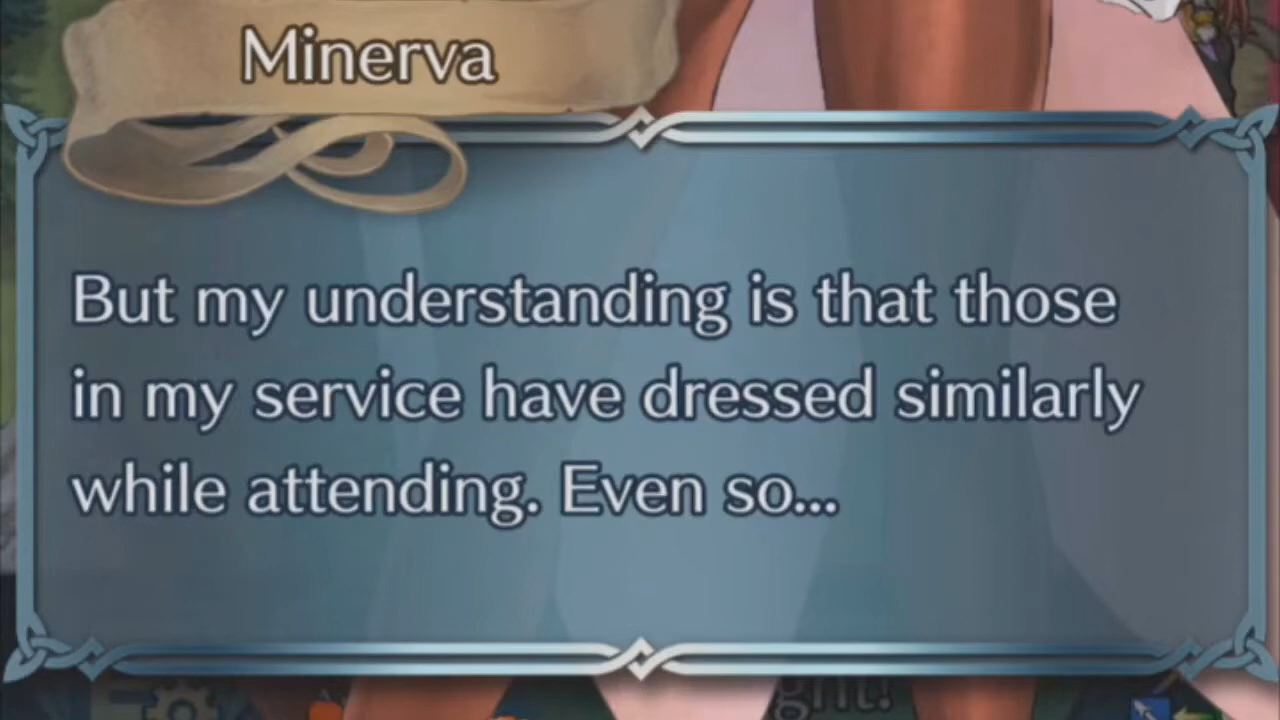 Minerva
But my understanding is that those
in my service have dressed similarly
while attending. Even so...